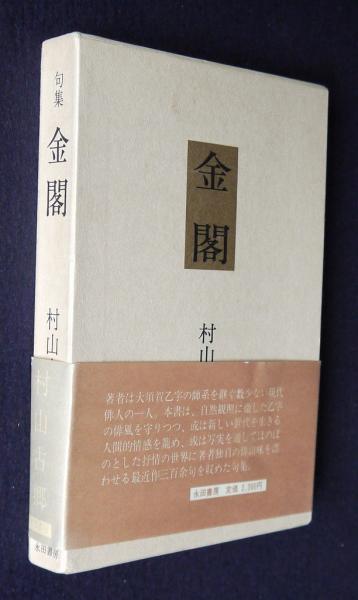 句集
金閣
村山
村山古郷
永田書房
金閣
村山
著者は大須賀乙字の師系を継ぐ数少ない現代
俳人の一人。本書は、自然観照に徹した乙字
の俳風を守りつつ、或は新しい世代を生きる
人間的情感を籠め、或は写実を通してほのぼ
のとした抒情の世界に著者独自の俳諧味を漂
わせる最近作三百余句を収めた句集。
永田書房 定価 2,000円